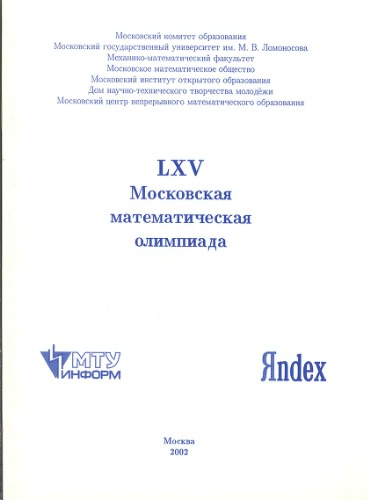 Московский комитет образования
Московский государственный университет им. М. В. Ломоносова
Механико-математический факультет
Московское математическое общество
Московский институт открытого образования
Дом научно-технического творчества молодёжи
Московский центр непрерывного математического образования
LXV
Московская
математическая
олимпиада
МТУ
ИНФОРМ
Яndex
Москва
2002